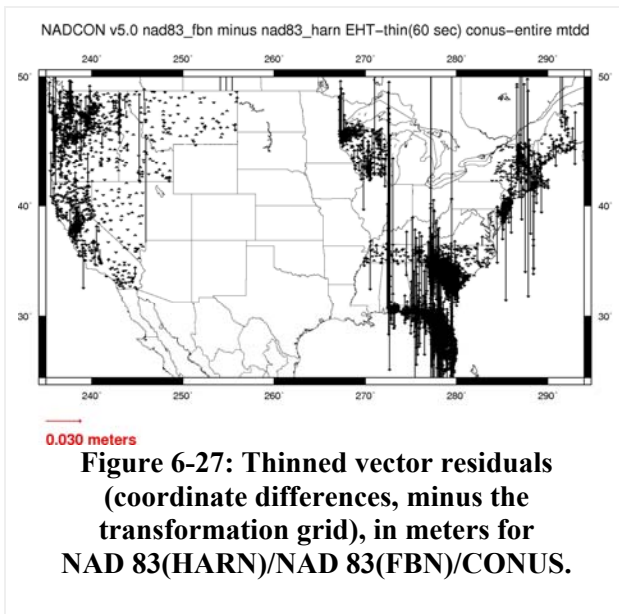 NADCON v5.0 nad83_fbn minus nad83_harn EHT-thin(60 sec) conus-entire mtdd
240˚ 250˚ 260˚ 270˚ 280˚ 290˚
50˚ 50˚
40˚ 40˚
30˚ 30˚
240˚ 250˚ 260˚ 270˚ 280˚ 290˚
0.030 meters
Figure 6-27: Thinned vector residuals
(coordinate differences, minus the
transformation grid), in meters for
NAD 83(HARN)/NAD 83(FBN)/CONUS.